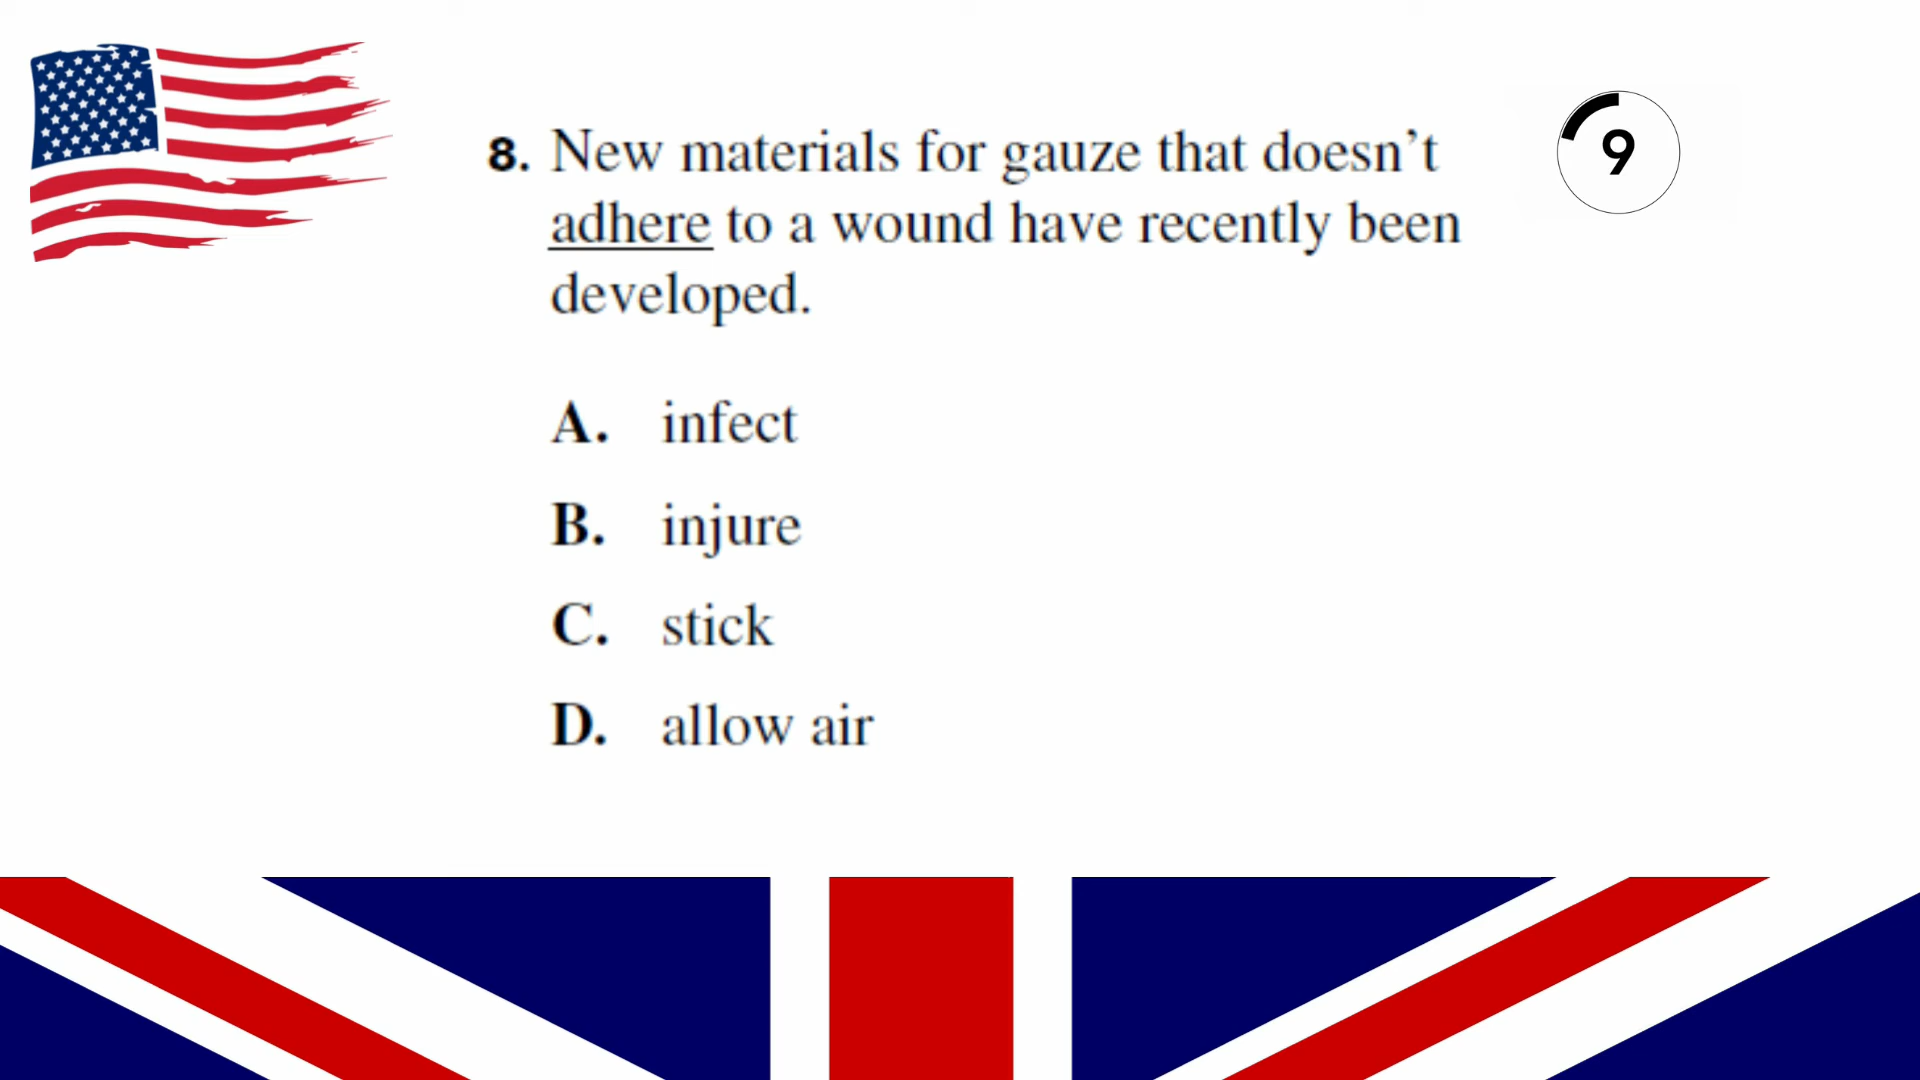 8. New materials for gauze that doesn't
adhere to a wound have recently been
developed.
9
A. infect
B. injure
C. stick
D. allow air